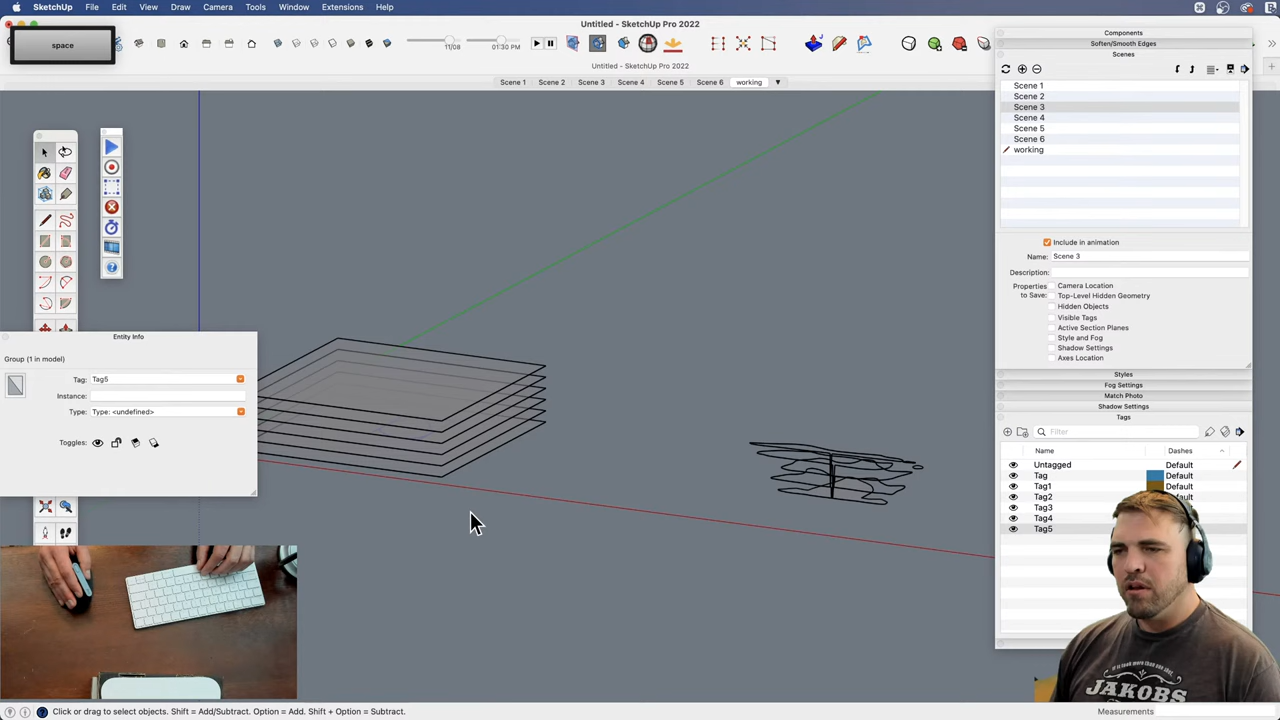 SketchUp File Edit View Draw Camera Tools Window Extensions Help
Untitled - SketchUp Pro 2022
space
11/08 01:30 PM
Untitled - SketchUp Pro 2022
Scene 1 Scene 2 Scene 3 Scene 4 Scene 5 Scene 6 working
Components
Soften/Smooth Edges
Scenes
Scene 1
Scene 2
Scene 3
Scene 4
Scene 5
Scene 6
working
Include in animation
Name: Scene 3
Description:
Properties to Save:
Camera Location
Top-Level Hidden Geometry
Hidden Objects
Visible Tags
Active Section Planes
Style and Fog
Shadow Settings
Axes Location
Styles
Fog Settings
Match Photo
Shadow Settings
Tags
Filter
Name Dashes
Untagged Default
Tag Default
Tag1 Default
Tag2 Default
Tag3
Tag4
Tag5
Entity Info
Group (1 in model)
Tag: Tag5
Instance:
Type: Type: <undefined>
Toggles:
JAKOBS
Click or drag to select objects. Shift = Add/Subtract. Option = Add. Shift + Option = Subtract.
Measurements